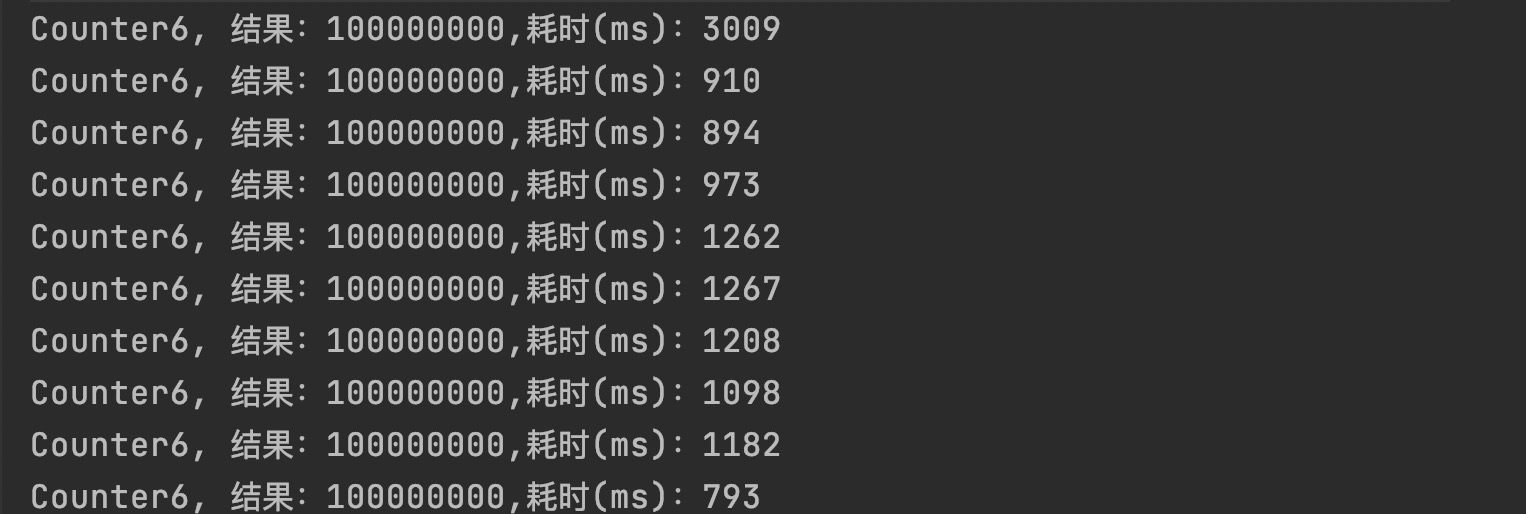 Counter6, 结果：100000000,耗时(ms)：3009
Counter6, 结果：100000000,耗时(ms)：910
Counter6, 结果：100000000,耗时(ms)：894
Counter6, 结果：100000000,耗时(ms)：973
Counter6, 结果：100000000,耗时(ms)：1262
Counter6, 结果：100000000,耗时(ms)：1267
Counter6, 结果：100000000,耗时(ms)：1208
Counter6, 结果：100000000,耗时(ms)：1098
Counter6, 结果：100000000,耗时(ms)：1182
Counter6, 结果：100000000,耗时(ms)：793